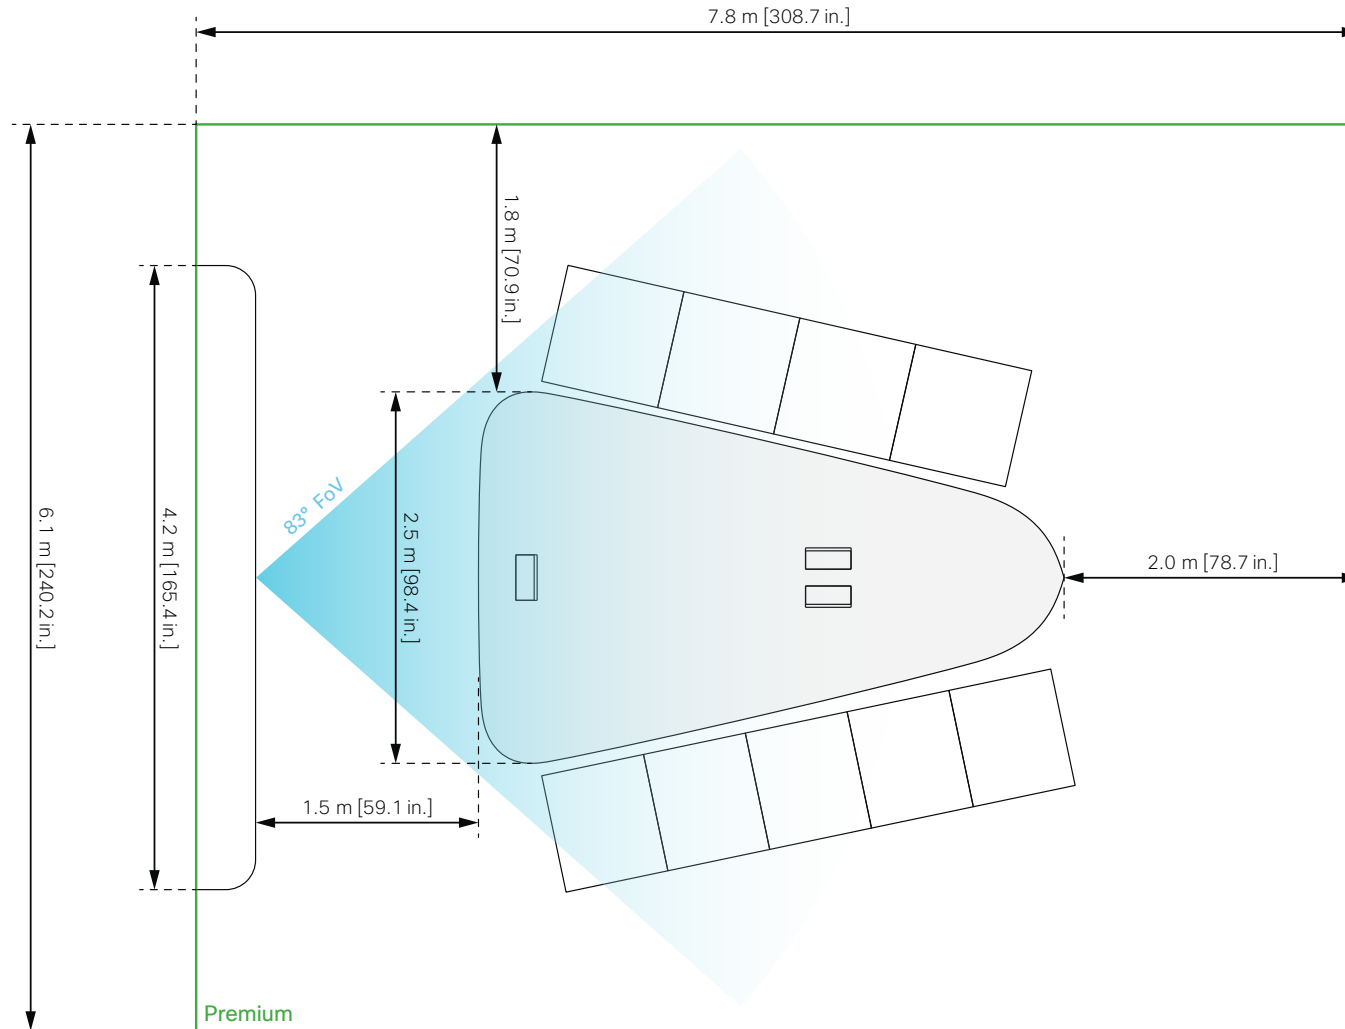 7.8 m [308.7 in.]
1.8 m [70.9 in.]
83° FoV
6.1 m [240.2 in.]
4.2 m [165.4 in.]
2.5 m [98.4 in.]
2.0 m [78.7 in.]
1.5 m [59.1 in.]
Premium